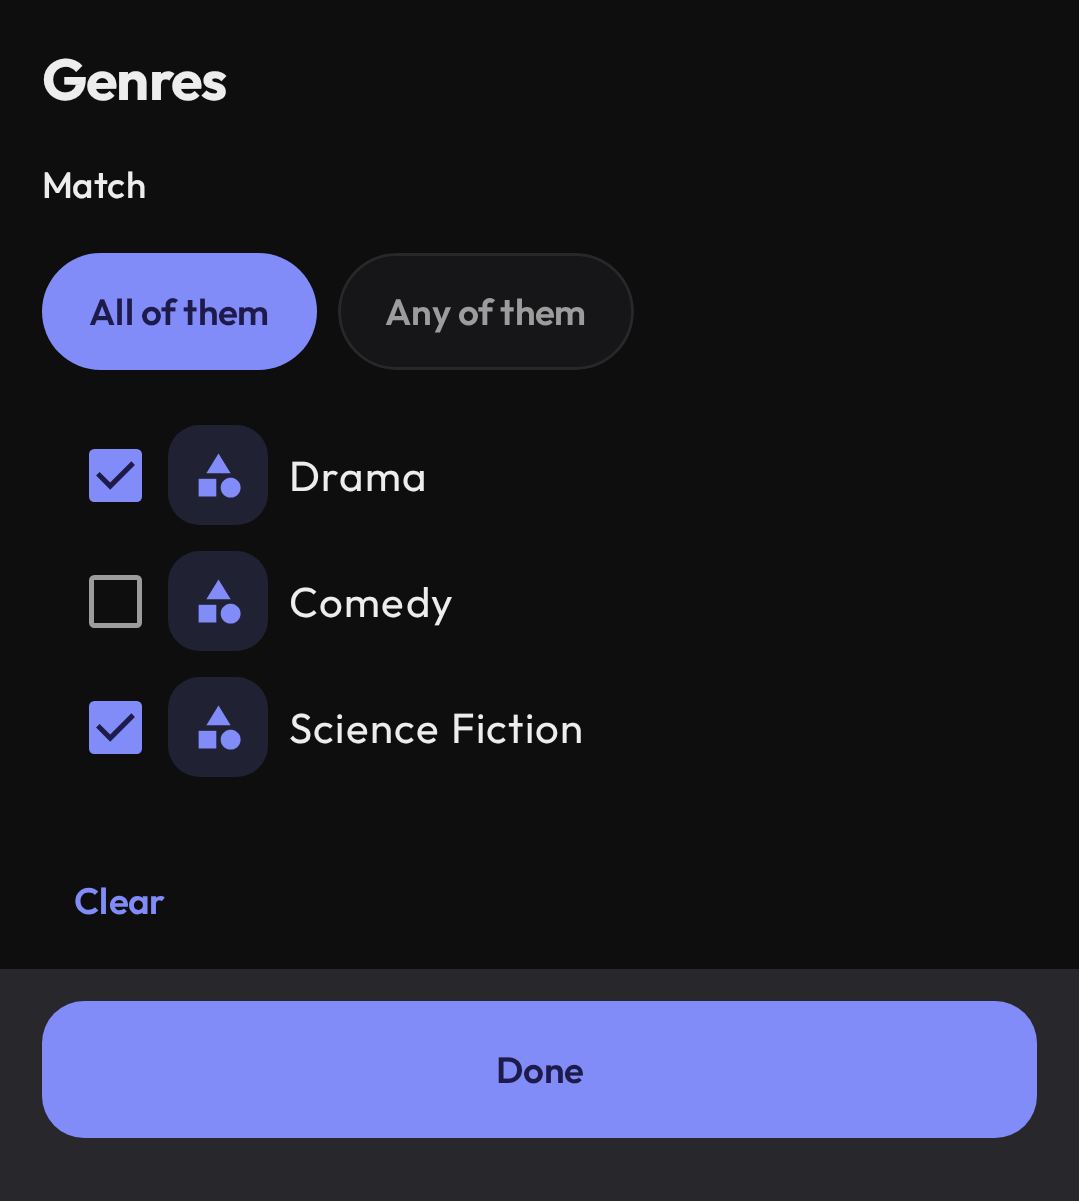 Genres
Match
All of them
Any of them
Drama
Comedy
Science Fiction
Clear
Done